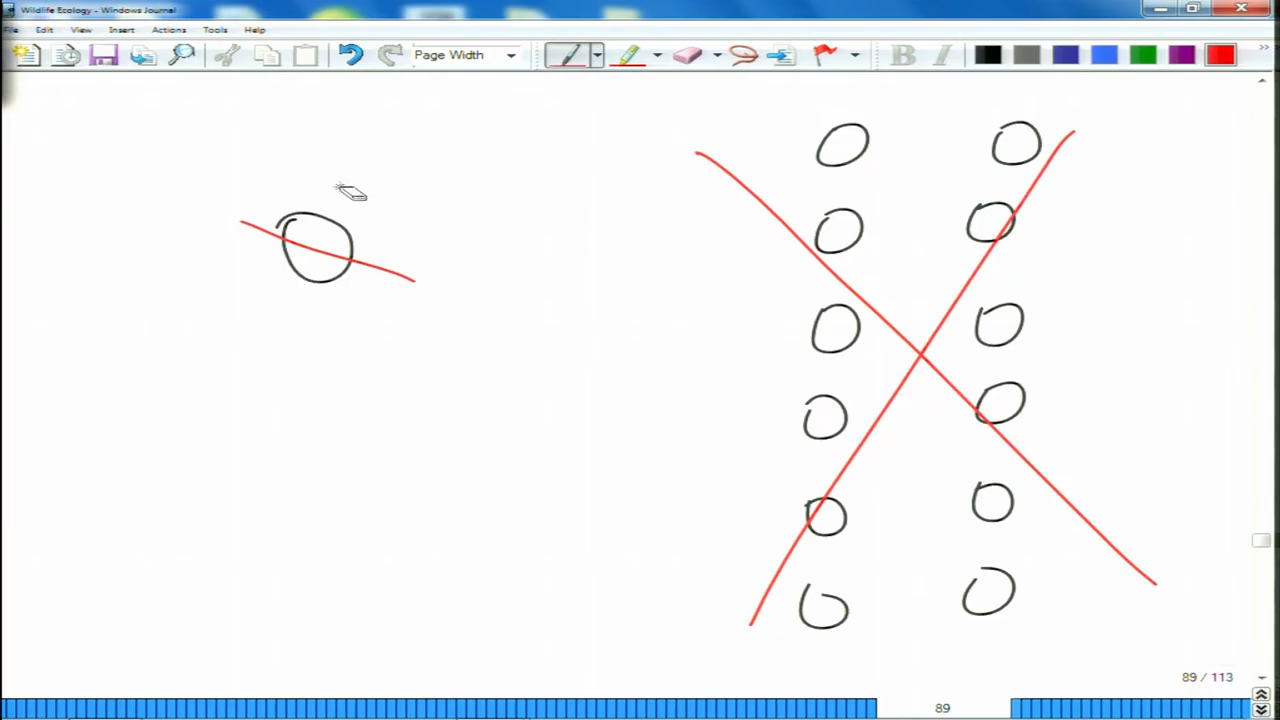 Wildlife Ecology - Windows Journal
File Edit View Insert Actions Tools Help
Page Width B I
89 / 113
89